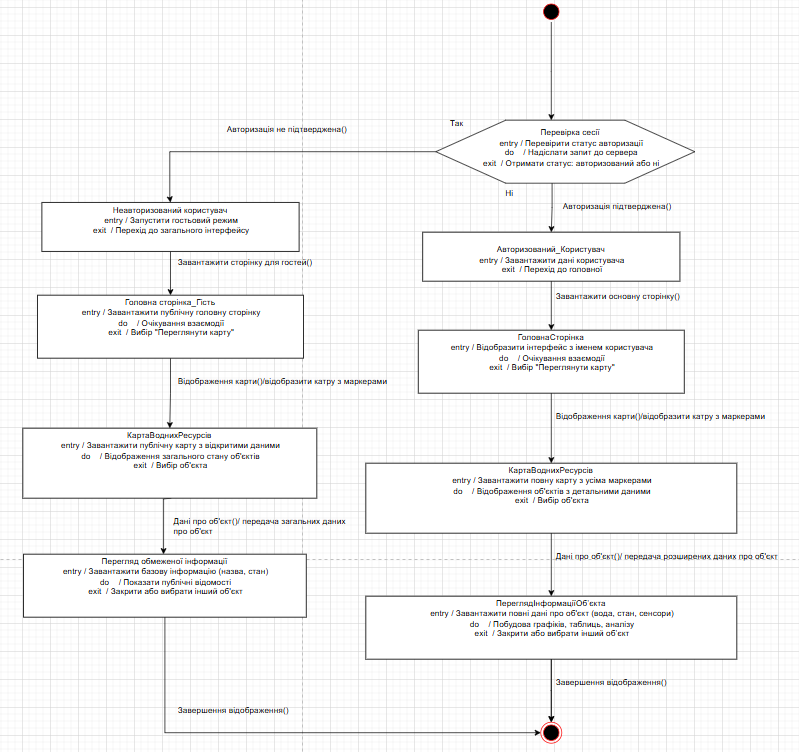 Так
Авторизація не підтверджена()
Перевірка сесії
entry / Перевірити статус авторизації
do / Надіслати запит до сервера
exit / Отримати статус: авторизований або ні
Ні
Авторизація підтверджена()
Неавторизований користувач
entry / Запустити гостьовий режим
exit / Перехід до загального інтерфейсу
Завантажити сторінку для гостей()
Головна сторінка_Гість
entry / Завантажити публічну головну сторінку
do / Очікування взаємодії
exit / Вибір "Переглянути карту"
Відображення карти()/відобразити катру з маркерами
КартаВоднихРесурсів
entry / Завантажити публічну карту з відкритими даними
do / Відображення загального стану об'єктів
exit / Вибір об'єкта
Дані про об'єкт()/ передача загальних даних
про об'єкт
Перегляд обмеженої інформації
entry / Завантажити базову інформацію (назва, стан)
do / Показати публічні відомості
exit / Закрити або вибрати інший об'єкт
Завершення відображення()
Авторизований_Користувач
entry / Завантажити дані користувача
exit / Перехід до головної
Завантажити основну сторінку()
ГоловнаСторінка
entry / Відобразити інтерфейс з іменем користувача
do / Очікування взаємодії
exit / Вибір "Переглянути карту"
Відображення карти()/відобразити катру з маркерами
КартаВоднихРесурсів
entry / Завантажити повну карту з усіма маркерами
do / Відображення об'єктів з детальними даними
exit / Вибір об'єкта
Дані про об'єкт()/ передача розширених даних про об'єкт
ПереглядІнформаціїОб'єкта
entry / Завантажити повні дані про об'єкт (вода, стан, сенсори)
do / Побудова графіків, таблиць, аналізу
exit / Закрити або вибрати інший об'єкт
Завершення відображення()